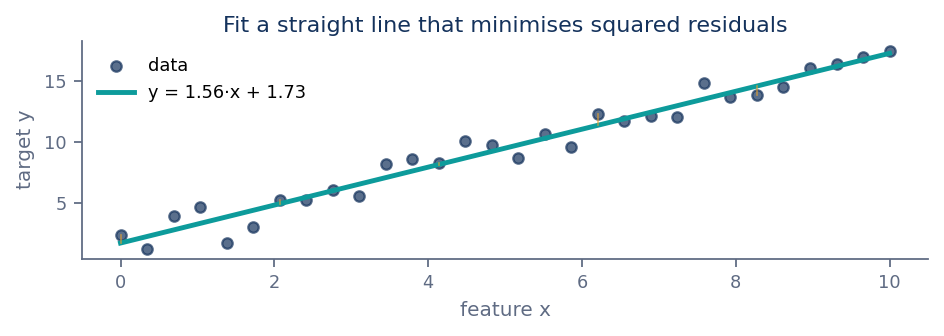 Fit a straight line that minimises squared residuals
data
y = 1.56·x + 1.73
target y
15
10
5
0 2 4 6 8 10
feature x